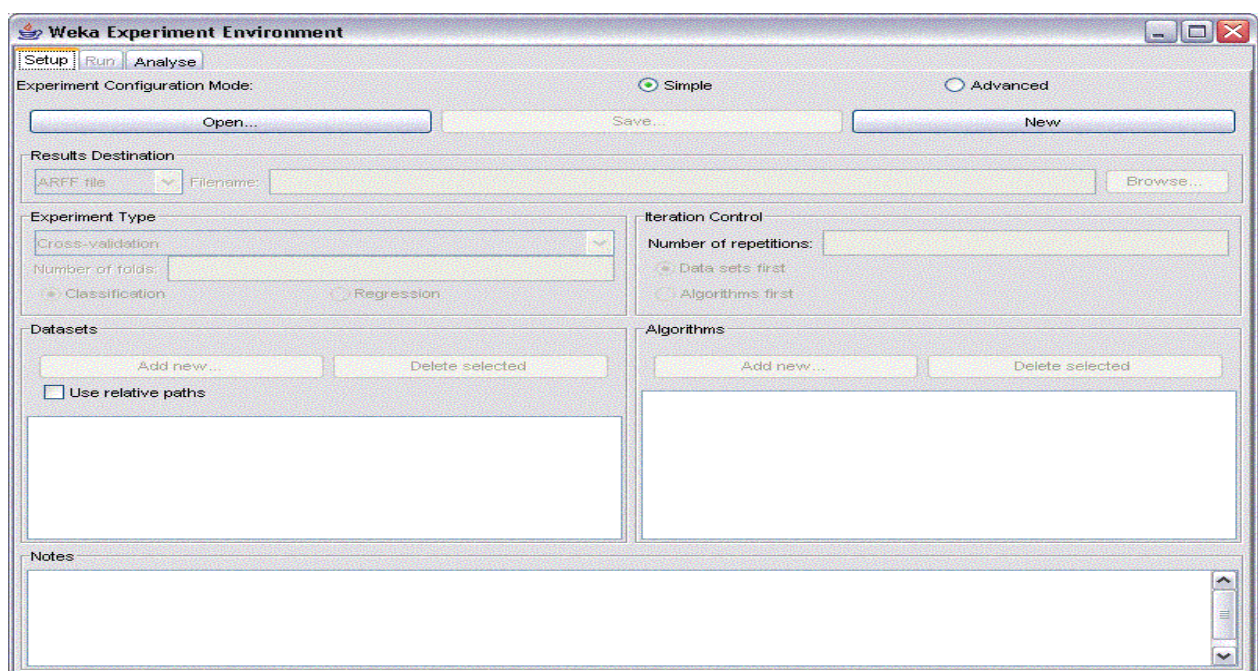 Weka Experiment Environment
Setup Run Analyse
Experiment Configuration Mode: Simple Advanced
Open... Save... New
Results Destination
ARFF file Filename: Browse...
Experiment Type Iteration Control
Cross-validation Number of repetitions:
Number of folds: Data sets first
Classification Regression Algorithms first
Datasets Algorithms
Add new... Delete selected Add new... Delete selected
Use relative paths
Notes